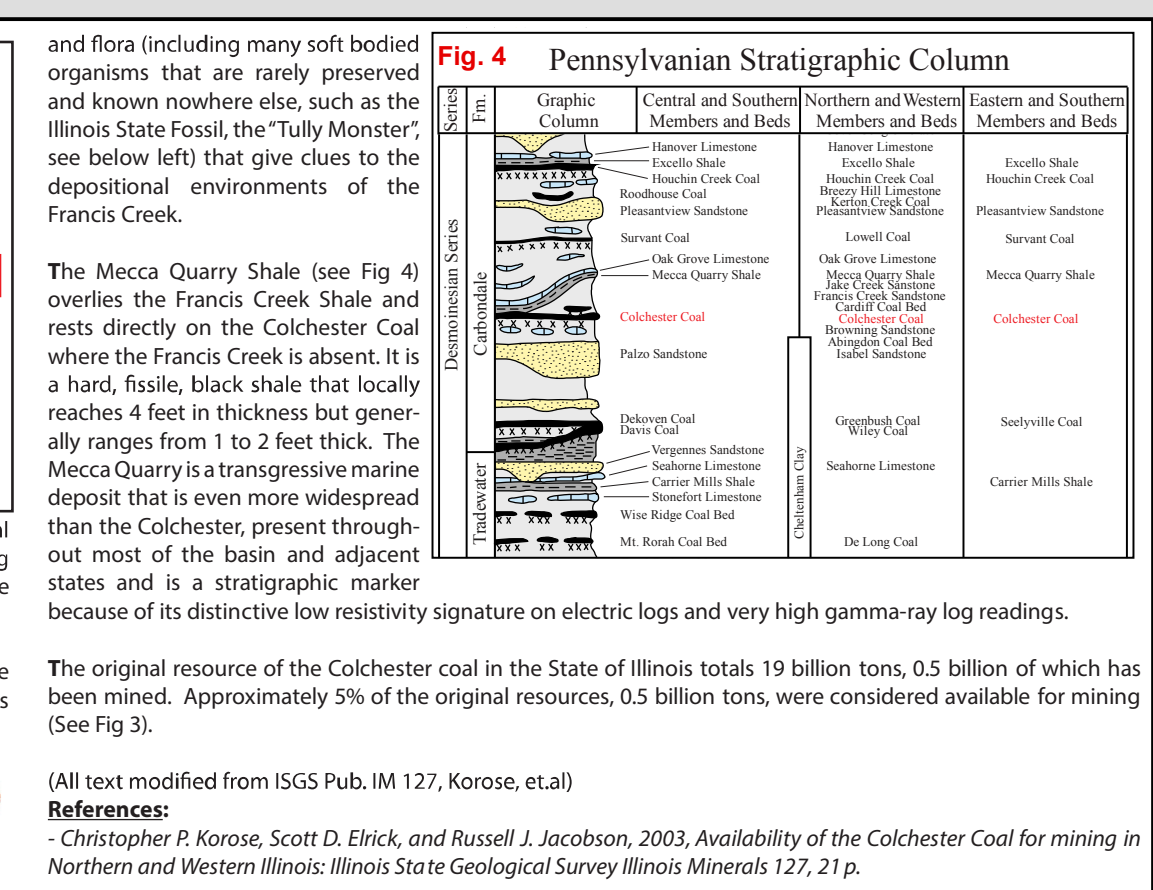 and flora (including many soft bodied
organisms that are rarely preserved
and known nowhere else, such as the
Illinois State Fossil, the “Tully Monster”,
see below left) that give clues to the
depositional environments of the
Francis Creek.
The Mecca Quarry Shale (see Fig 4)
overlies the Francis Creek Shale and
rests directly on the Colchester Coal
where the Francis Creek is absent. It is
a hard, fissile, black shale that locally
reaches 4 feet in thickness but gener-
ally ranges from 1 to 2 feet thick. The
Mecca Quarry is a transgressive marine
deposit that is even more widespread
than the Colchester, present through-
out most of the basin and adjacent
states and is a stratigraphic marker
because of its distinctive low resistivity signature on electric logs and very high gamma-ray log readings.
Fig. 4 Pennsylvanian Stratigraphic Column
Series
Fm.
Graphic
Column
Central and Southern
Members and Beds
Northern and Western
Members and Beds
Eastern and Southern
Members and Beds
Desmoinesian Series
Carbondale
Tradewater
Hanover Limestone
Excello Shale
Houchin Creek Coal
Roodhouse Coal
Pleasantview Sandstone
Survant Coal
Oak Grove Limestone
Mecca Quarry Shale
Colchester Coal
Palzo Sandstone
Dekoven Coal
Davis Coal
Vergennes Sandstone
Seahorne Limestone
Carrier Mills Shale
Stonefort Limestone
Wise Ridge Coal Bed
Mt. Rorah Coal Bed
Cheltenham Clay
Hanover Limestone
Excello Shale
Houchin Creek Coal
Breezy Hill Limestone
Kerton Creek Coal
Pleasantview Sandstone
Lowell Coal
Oak Grove Limestone
Mecca Quarry Shale
Jake Creek Sanstone
Francis Creek Sandstone
Cardiff Coal Bed
Colchester Coal
Browning Sandstone
Abingdon Coal Bed
Isabel Sandstone
Greenbush Coal
Wiley Coal
Seahorne Limestone
De Long Coal
Excello Shale
Houchin Creek Coal
Pleasantview Sandstone
Survant Coal
Mecca Quarry Shale
Colchester Coal
Seelyville Coal
Carrier Mills Shale
The original resource of the Colchester coal in the State of Illinois totals 19 billion tons, 0.5 billion of which has
been mined. Approximately 5% of the original resources, 0.5 billion tons, were considered available for mining
(See Fig 3).
(All text modified from ISGS Pub. IM 127, Korose, et.al)
References:
- Christopher P. Korose, Scott D. Elrick, and Russell J. Jacobson, 2003, Availability of the Colchester Coal for mining in
Northern and Western Illinois: Illinois State Geological Survey Illinois Minerals 127, 21 p.